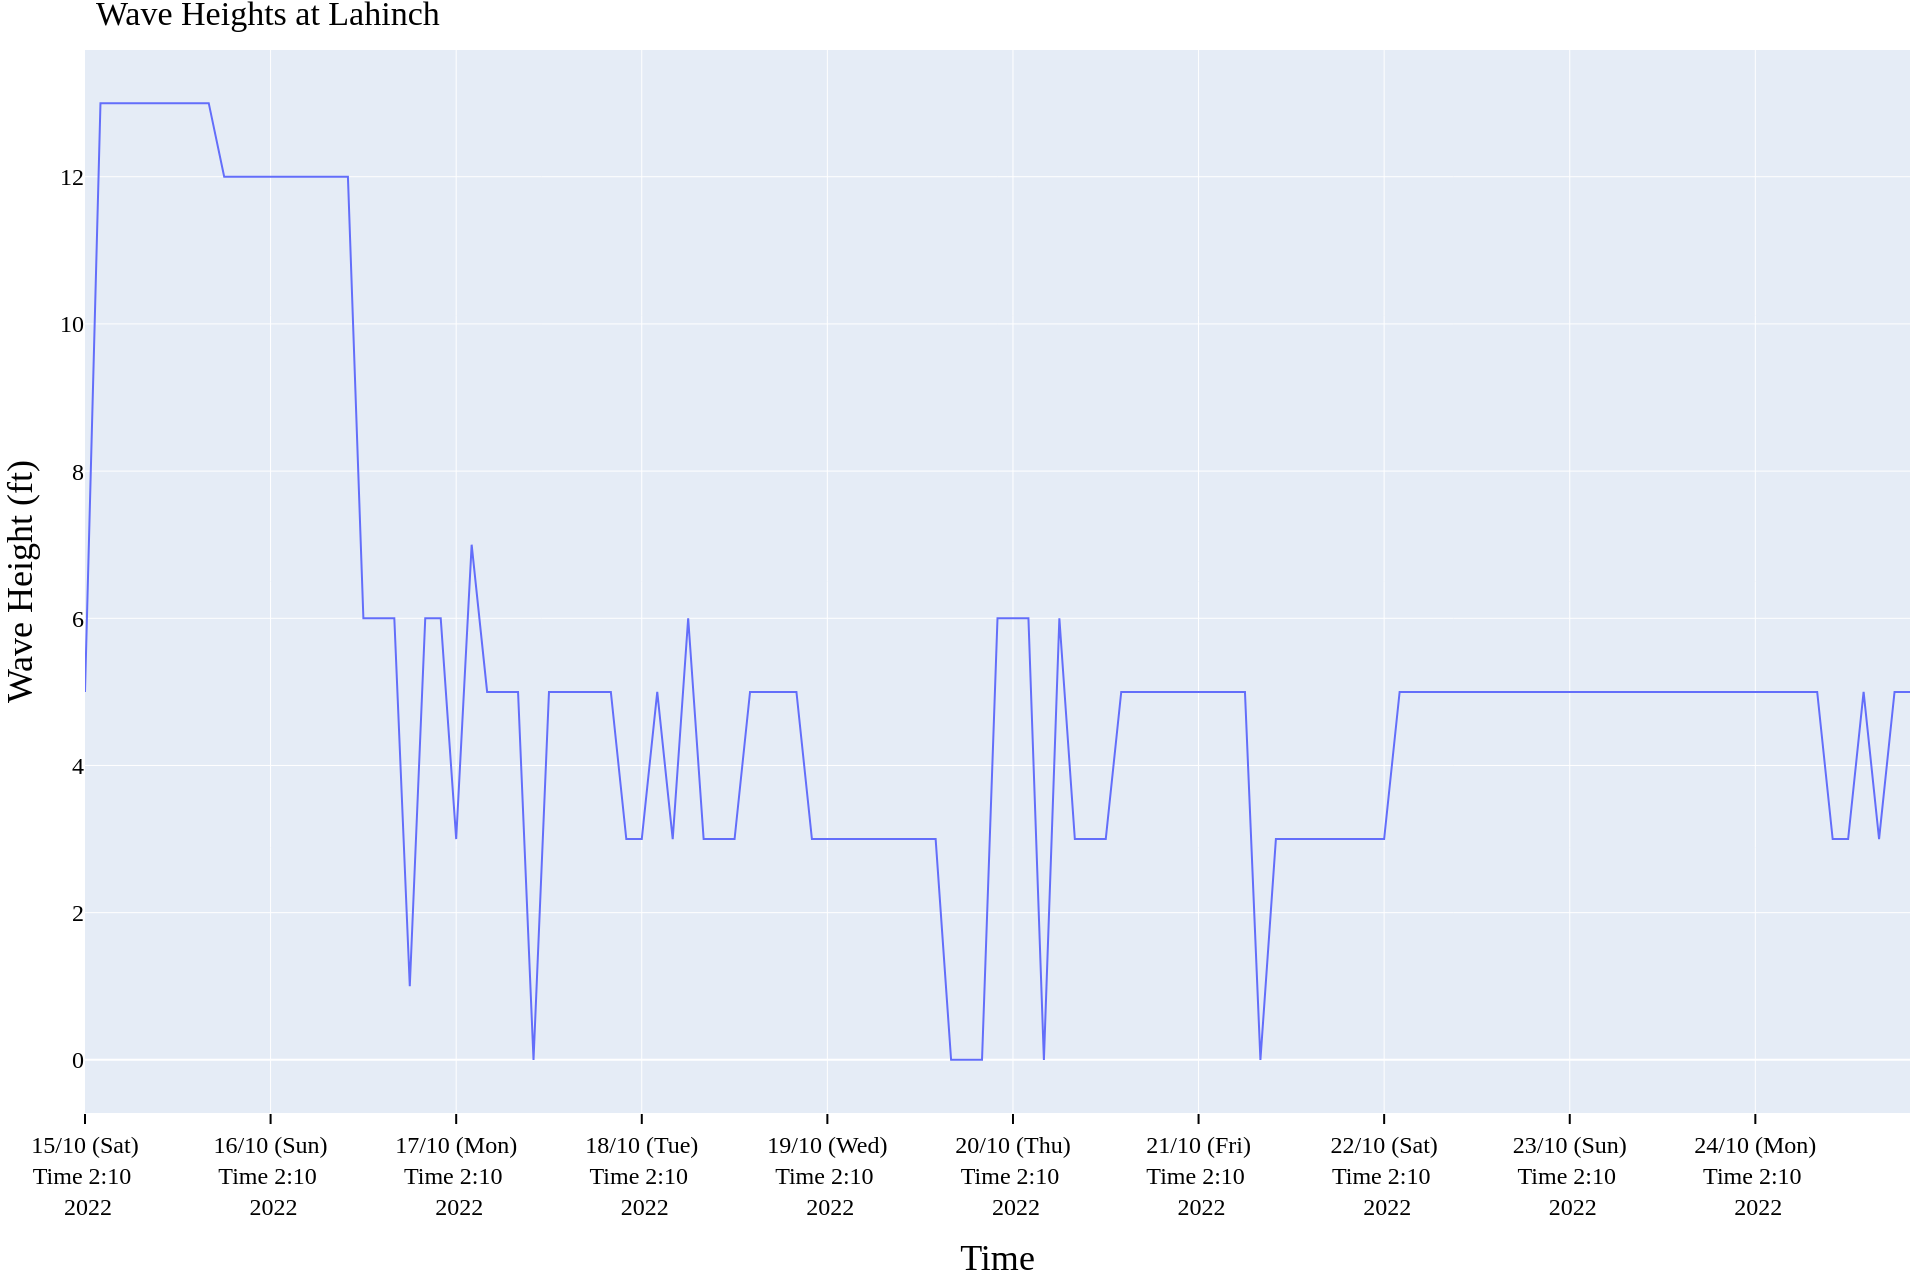 Wave Heights at Lahinch
Wave Height (ft)
12
10
8
6
4
2
0
15/10 (Sat) 16/10 (Sun) 17/10 (Mon) 18/10 (Tue) 19/10 (Wed) 20/10 (Thu) 21/10 (Fri) 22/10 (Sat) 23/10 (Sun) 24/10 (Mon)
Time 2:10 Time 2:10 Time 2:10 Time 2:10 Time 2:10 Time 2:10 Time 2:10 Time 2:10 Time 2:10 Time 2:10
2022 2022 2022 2022 2022 2022 2022 2022 2022 2022
Time